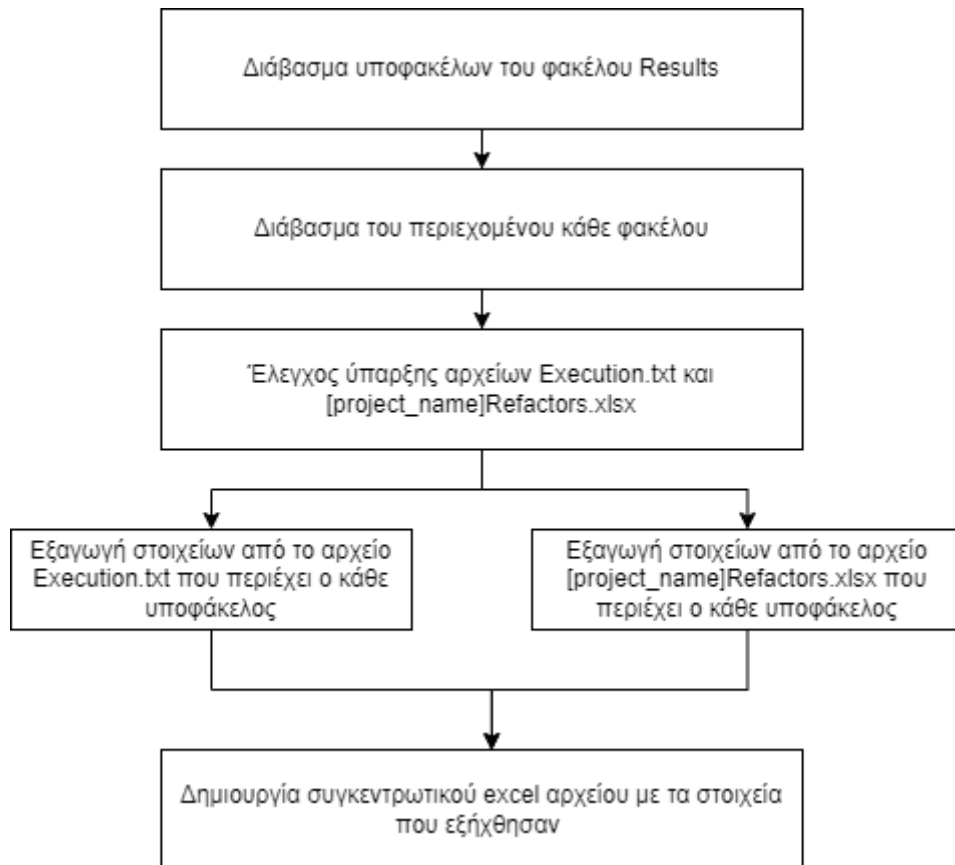 Διάβασμα υποφακέλων του φακέλου Results
Διάβασμα του περιεχομένου κάθε φακέλου
Έλεγχος ύπαρξης αρχείων Execution.txt και
[project_name]Refactors.xlsx
Εξαγωγή στοιχείων από το αρχείο
Execution.txt που περιέχει ο κάθε
υποφάκελος
Εξαγωγή στοιχείων από το αρχείο
[project_name]Refactors.xlsx που
περιέχει ο κάθε υποφάκελος
Δημιουργία συγκεντρωτικού excel αρχείου με τα στοιχεία
που εξήχθησαν